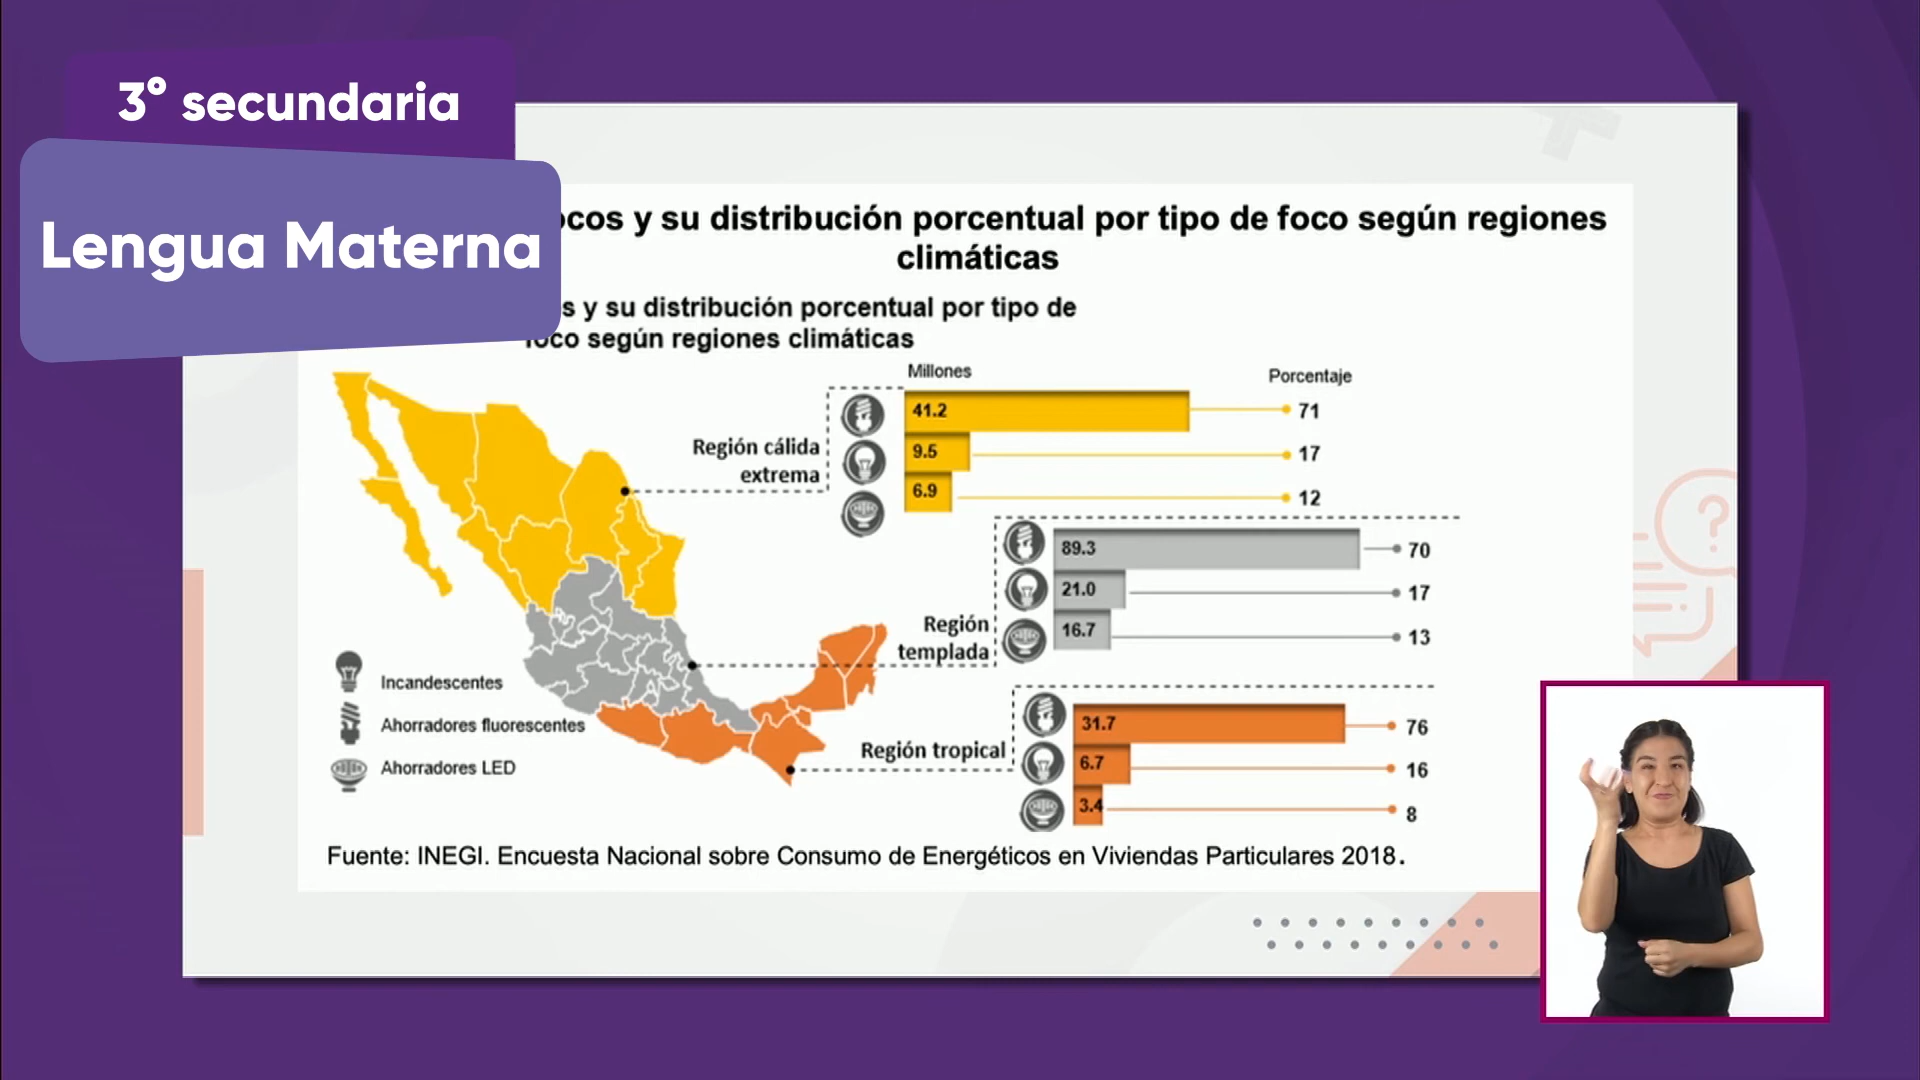 3° secundaria
Lengua Materna
y su distribución porcentual por tipo de foco según regiones
climáticas
y su distribución porcentual por tipo de
según regiones climáticas
Millones
Porcentaje
Región cálida
extrema
41.2
71
9.5
17
6.9
12
Región
templada
89.3
70
21.0
17
16.7
13
Región tropical
31.7
76
6.7
16
3.4
8
Incandescentes
Ahorradores fluorescentes
Ahorradores LED
Fuente: INEGI. Encuesta Nacional sobre Consumo de Energéticos en Viviendas Particulares 2018.